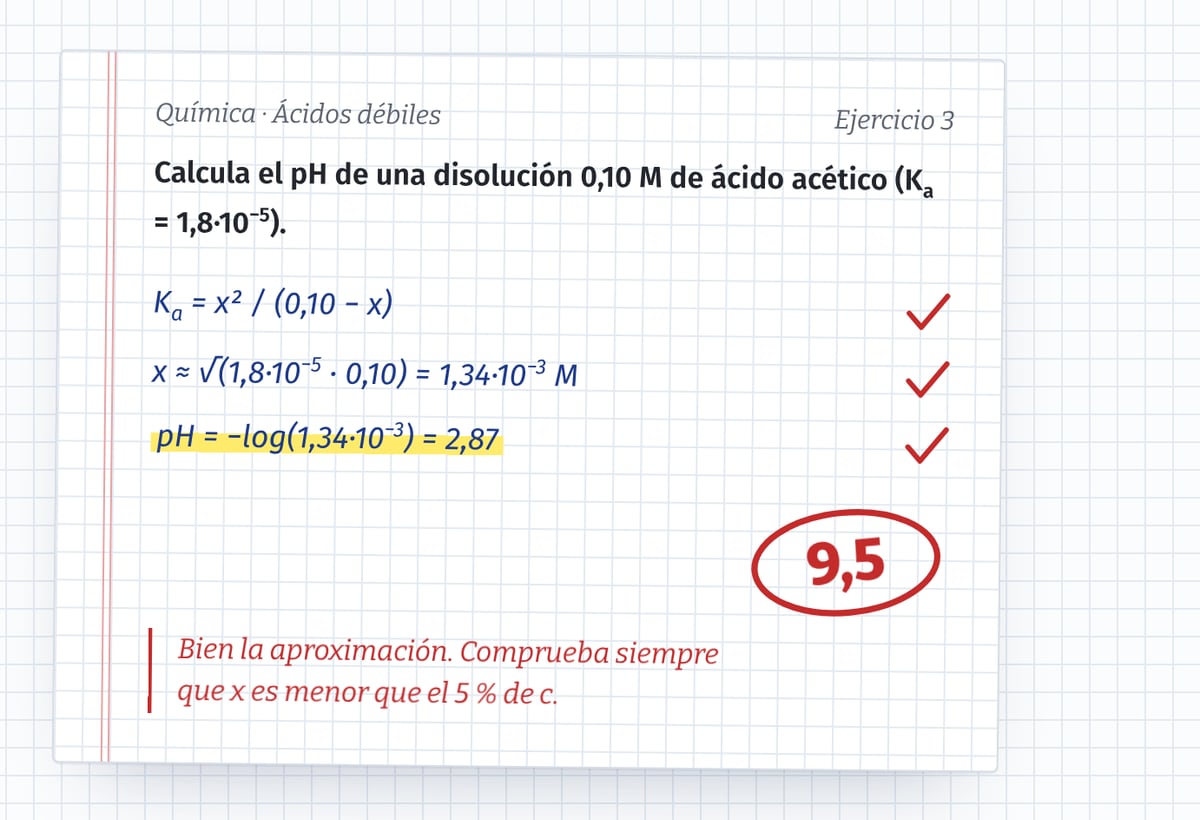 Química · Ácidos débiles
Ejercicio 3
Calcula el pH de una disolución 0,10 M de ácido acético (Kₐ
= 1,8·10⁻⁵).
Kₐ = x² / (0,10 − x)
x ≈ √(1,8·10⁻⁵ · 0,10) = 1,34·10⁻³ M
pH = −log(1,34·10⁻³) = 2,87
9,5
Bien la aproximación. Comprueba siempre
que x es menor que el 5 % de c.